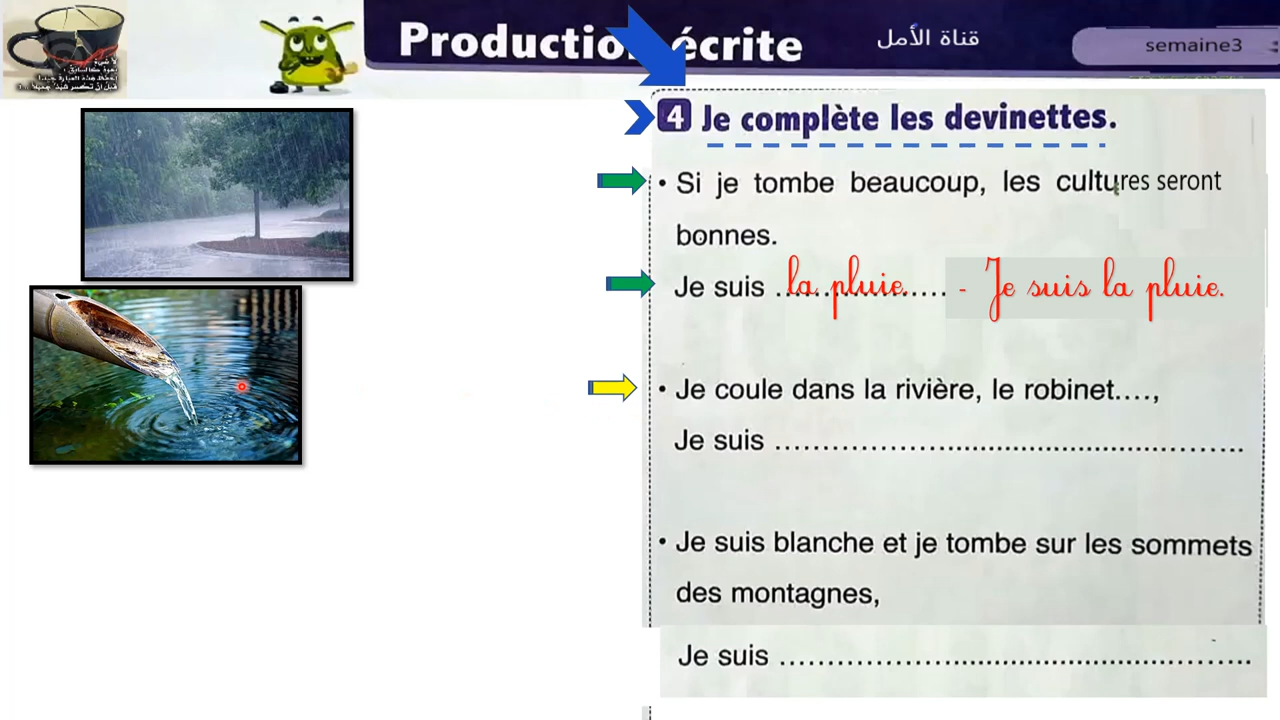 Production écrite
قناة الأمل
semaine3
4 Je complète les devinettes.
• Si je tombe beaucoup, les cultures seront
bonnes.
Je suis la pluie. - Je suis la pluie.
• Je coule dans la rivière, le robinet....,
Je suis ......................................................
• Je suis blanche et je tombe sur les sommets
des montagnes,
Je suis ......................................................